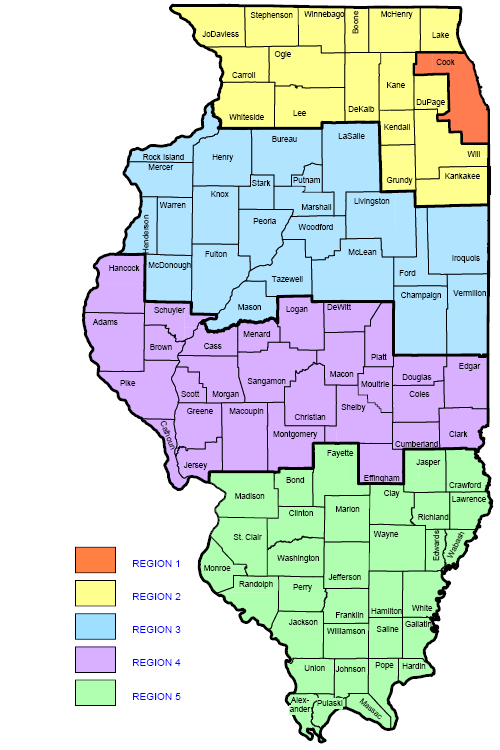 JoDaviess
Stephenson
Winnebago
Boone
McHenry
Lake
Carroll
Ogie
Cook
Kane
DuPage
Whiteside
Lee
DeKalb
Kendall
Will
Grundy
Kankakee
Rock Island
Mercer
Henry
Bureau
LaSalle
Stark
Putnam
Warren
Knox
Marshall
Livingston
Henderson
Peoria
Woodford
McDonough
Fulton
McLean
Iroquois
Tazewell
Ford
Mason
Champaign
Vermillon
Hancock
Schuyler
Logan
DeWitt
Adams
Menard
Brown
Cass
Piatt
Pike
Scott
Morgan
Sangamon
Macon
Moultrie
Douglas
Edgar
Coles
Greene
Macoupin
Christian
Shelby
Calhoun
Montgomery
Cumberland
Clark
Jersey
Fayette
Effingham
Jasper
Madison
Bond
Clay
Crawford
Lawrence
Clinton
Marion
Richland
St. Clair
Wayne
Edwards
Wabash
Monroe
Washington
Randolph
Perry
Jefferson
Jackson
Franklin
Hamilton
White
Williamson
Saline
Gallatin
Union
Johnson
Pope
Hardin
Alex-
ander
Pulaski
Massac
REGION 1
REGION 2
REGION 3
REGION 4
REGION 5